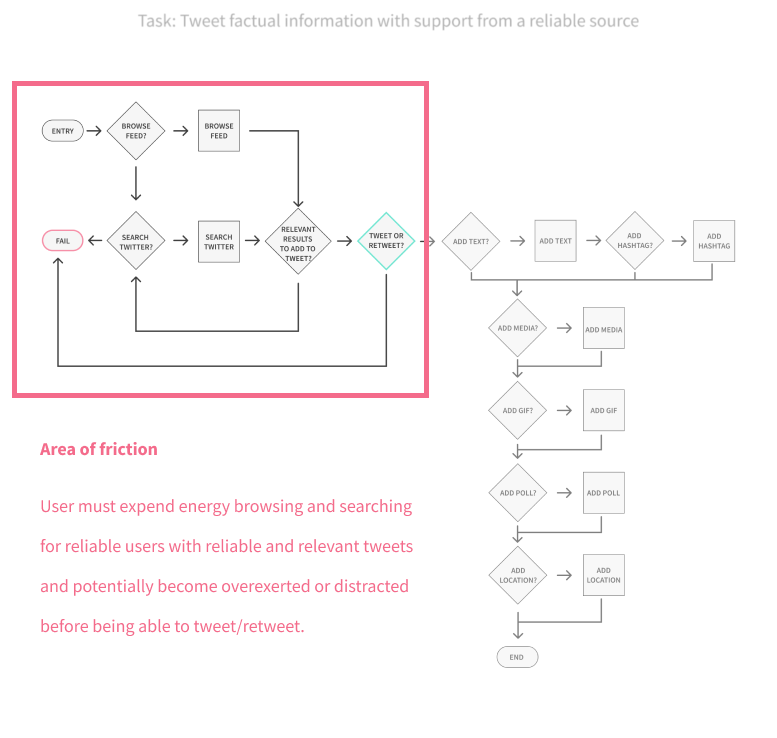 Task: Tweet factual information with support from a reliable source
ENTRY
BROWSE
FEED?
BROWSE
FEED
FAIL
SEARCH
TWITTER?
SEARCH
TWITTER
RELEVANT
RESULTS
TO ADD TO
TWEET?
TWEET OR
RETWEET?
ADD TEXT?
ADD TEXT
ADD
HASHTAG?
ADD
HASHTAG
ADD MEDIA?
ADD MEDIA
ADD GIF?
ADD GIF
ADD POLL?
ADD POLL
ADD
LOCATION?
ADD
LOCATION
END
Area of friction
User must expend energy browsing and searching
for reliable users with reliable and relevant tweets
and potentially become overexerted or distracted
before being able to tweet/retweet.